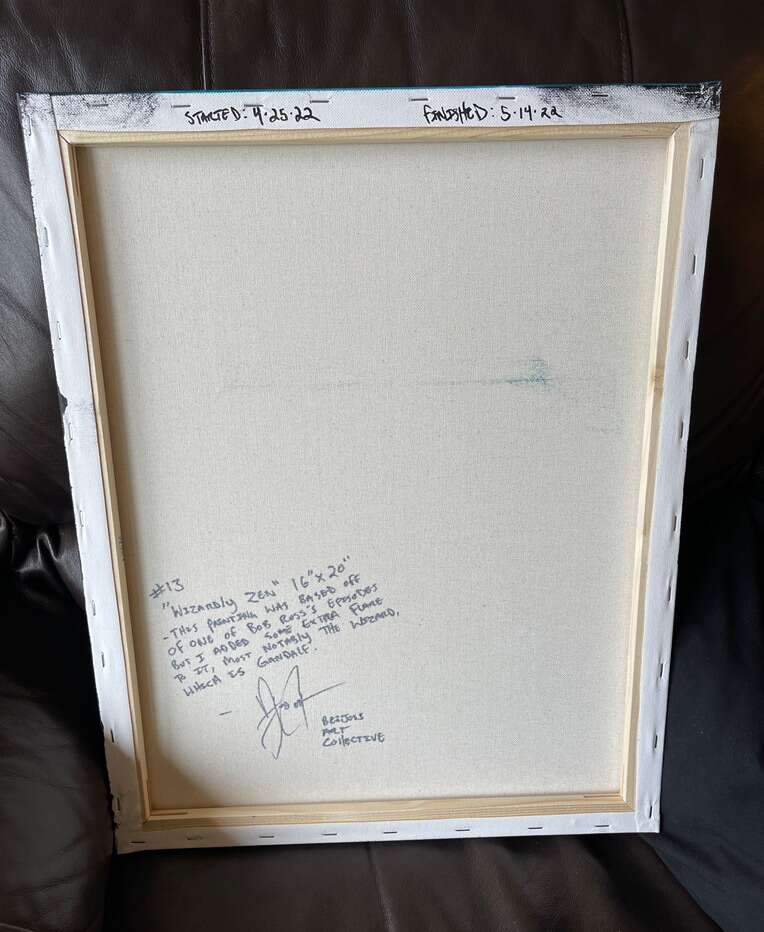 STARTED: 4.25.22 FINISHED: 5.14.22
#13
"WIZARDLY ZEN" 16"x20"
- THIS PAINTING WAS BASED OFF
OF ONE OF BOB ROSS'S EPISODES
BUT I ADDED SOME EXTRA FLARE
TO IT, MOST NOTABLY THE WIZARD,
WHICH IS GANDALF.
ART
COLLECTIVE